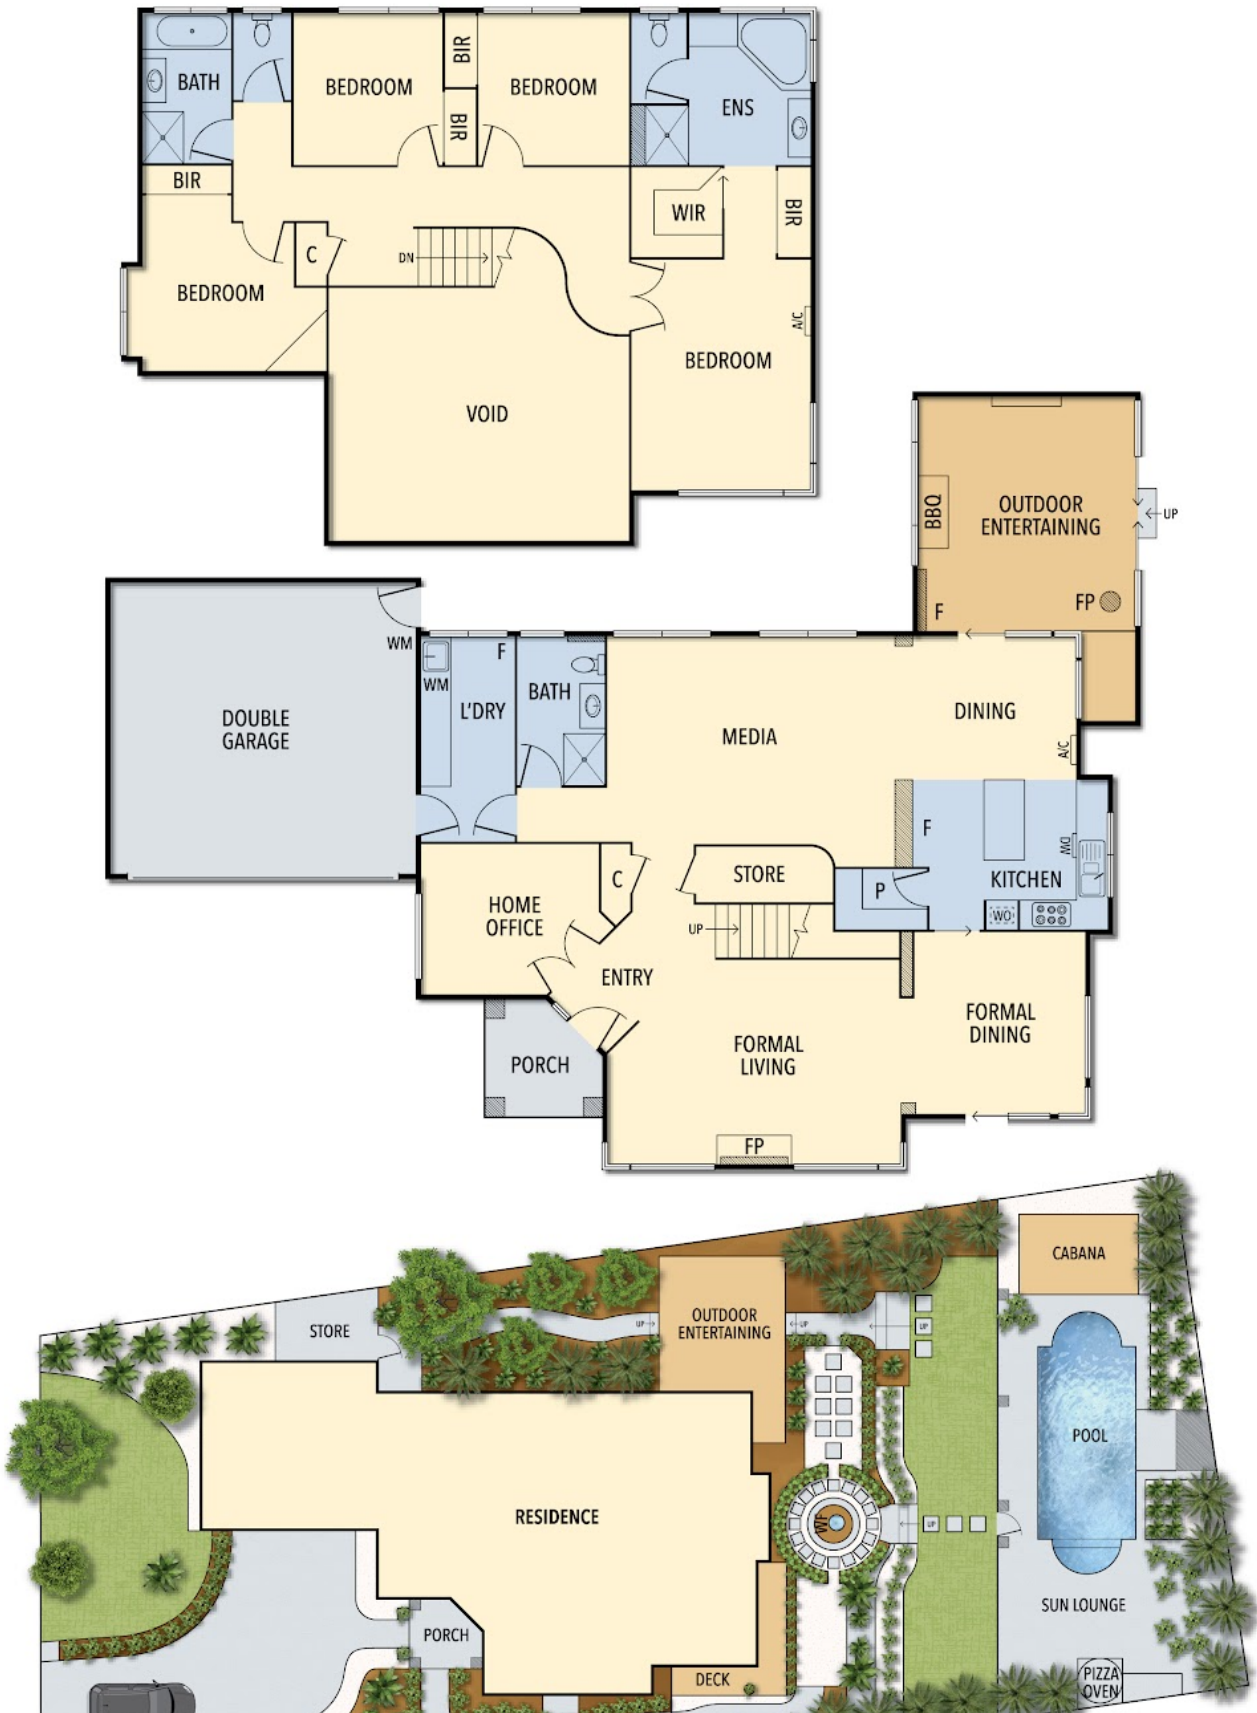 BATH
BEDROOM
BIR
BIR
BEDROOM
ENS
BIR
WIR
BIR
C
DN
BEDROOM
A/C
BEDROOM
VOID
OUTDOOR
ENTERTAINING
BBQ
UP
F
FP
WM
WM
F
L'DRY
BATH
DOUBLE
GARAGE
MEDIA
DINING
A/C
F
DW
KITCHEN
P
WO
STORE
C
HOME
OFFICE
UP
ENTRY
FORMAL
LIVING
FORMAL
DINING
PORCH
FP
CABANA
STORE
OUTDOOR
ENTERTAINING
UP
UP
UP
POOL
RESIDENCE
WF
UP
SUN LOUNGE
PORCH
DECK
PIZZA
OVEN